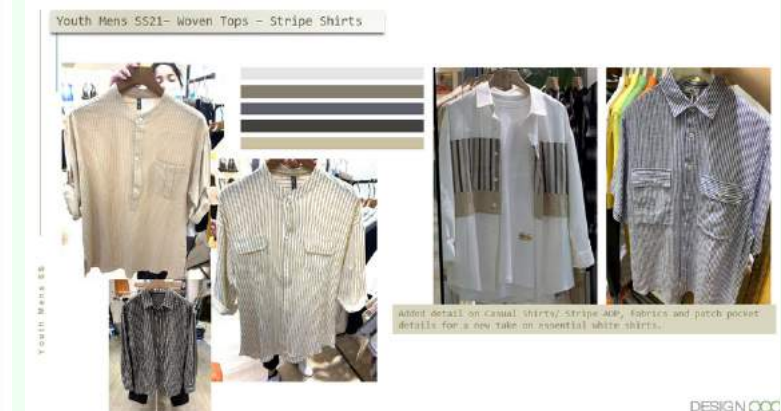 Youth Mens SS21– Woven Tops – Stripe Shirts
Added detail on Casual Shirts/ Stripe AOP, Fabrics and patch pocket
details for a new take on essential white shirts.
Youth Mens SS
DESIGN